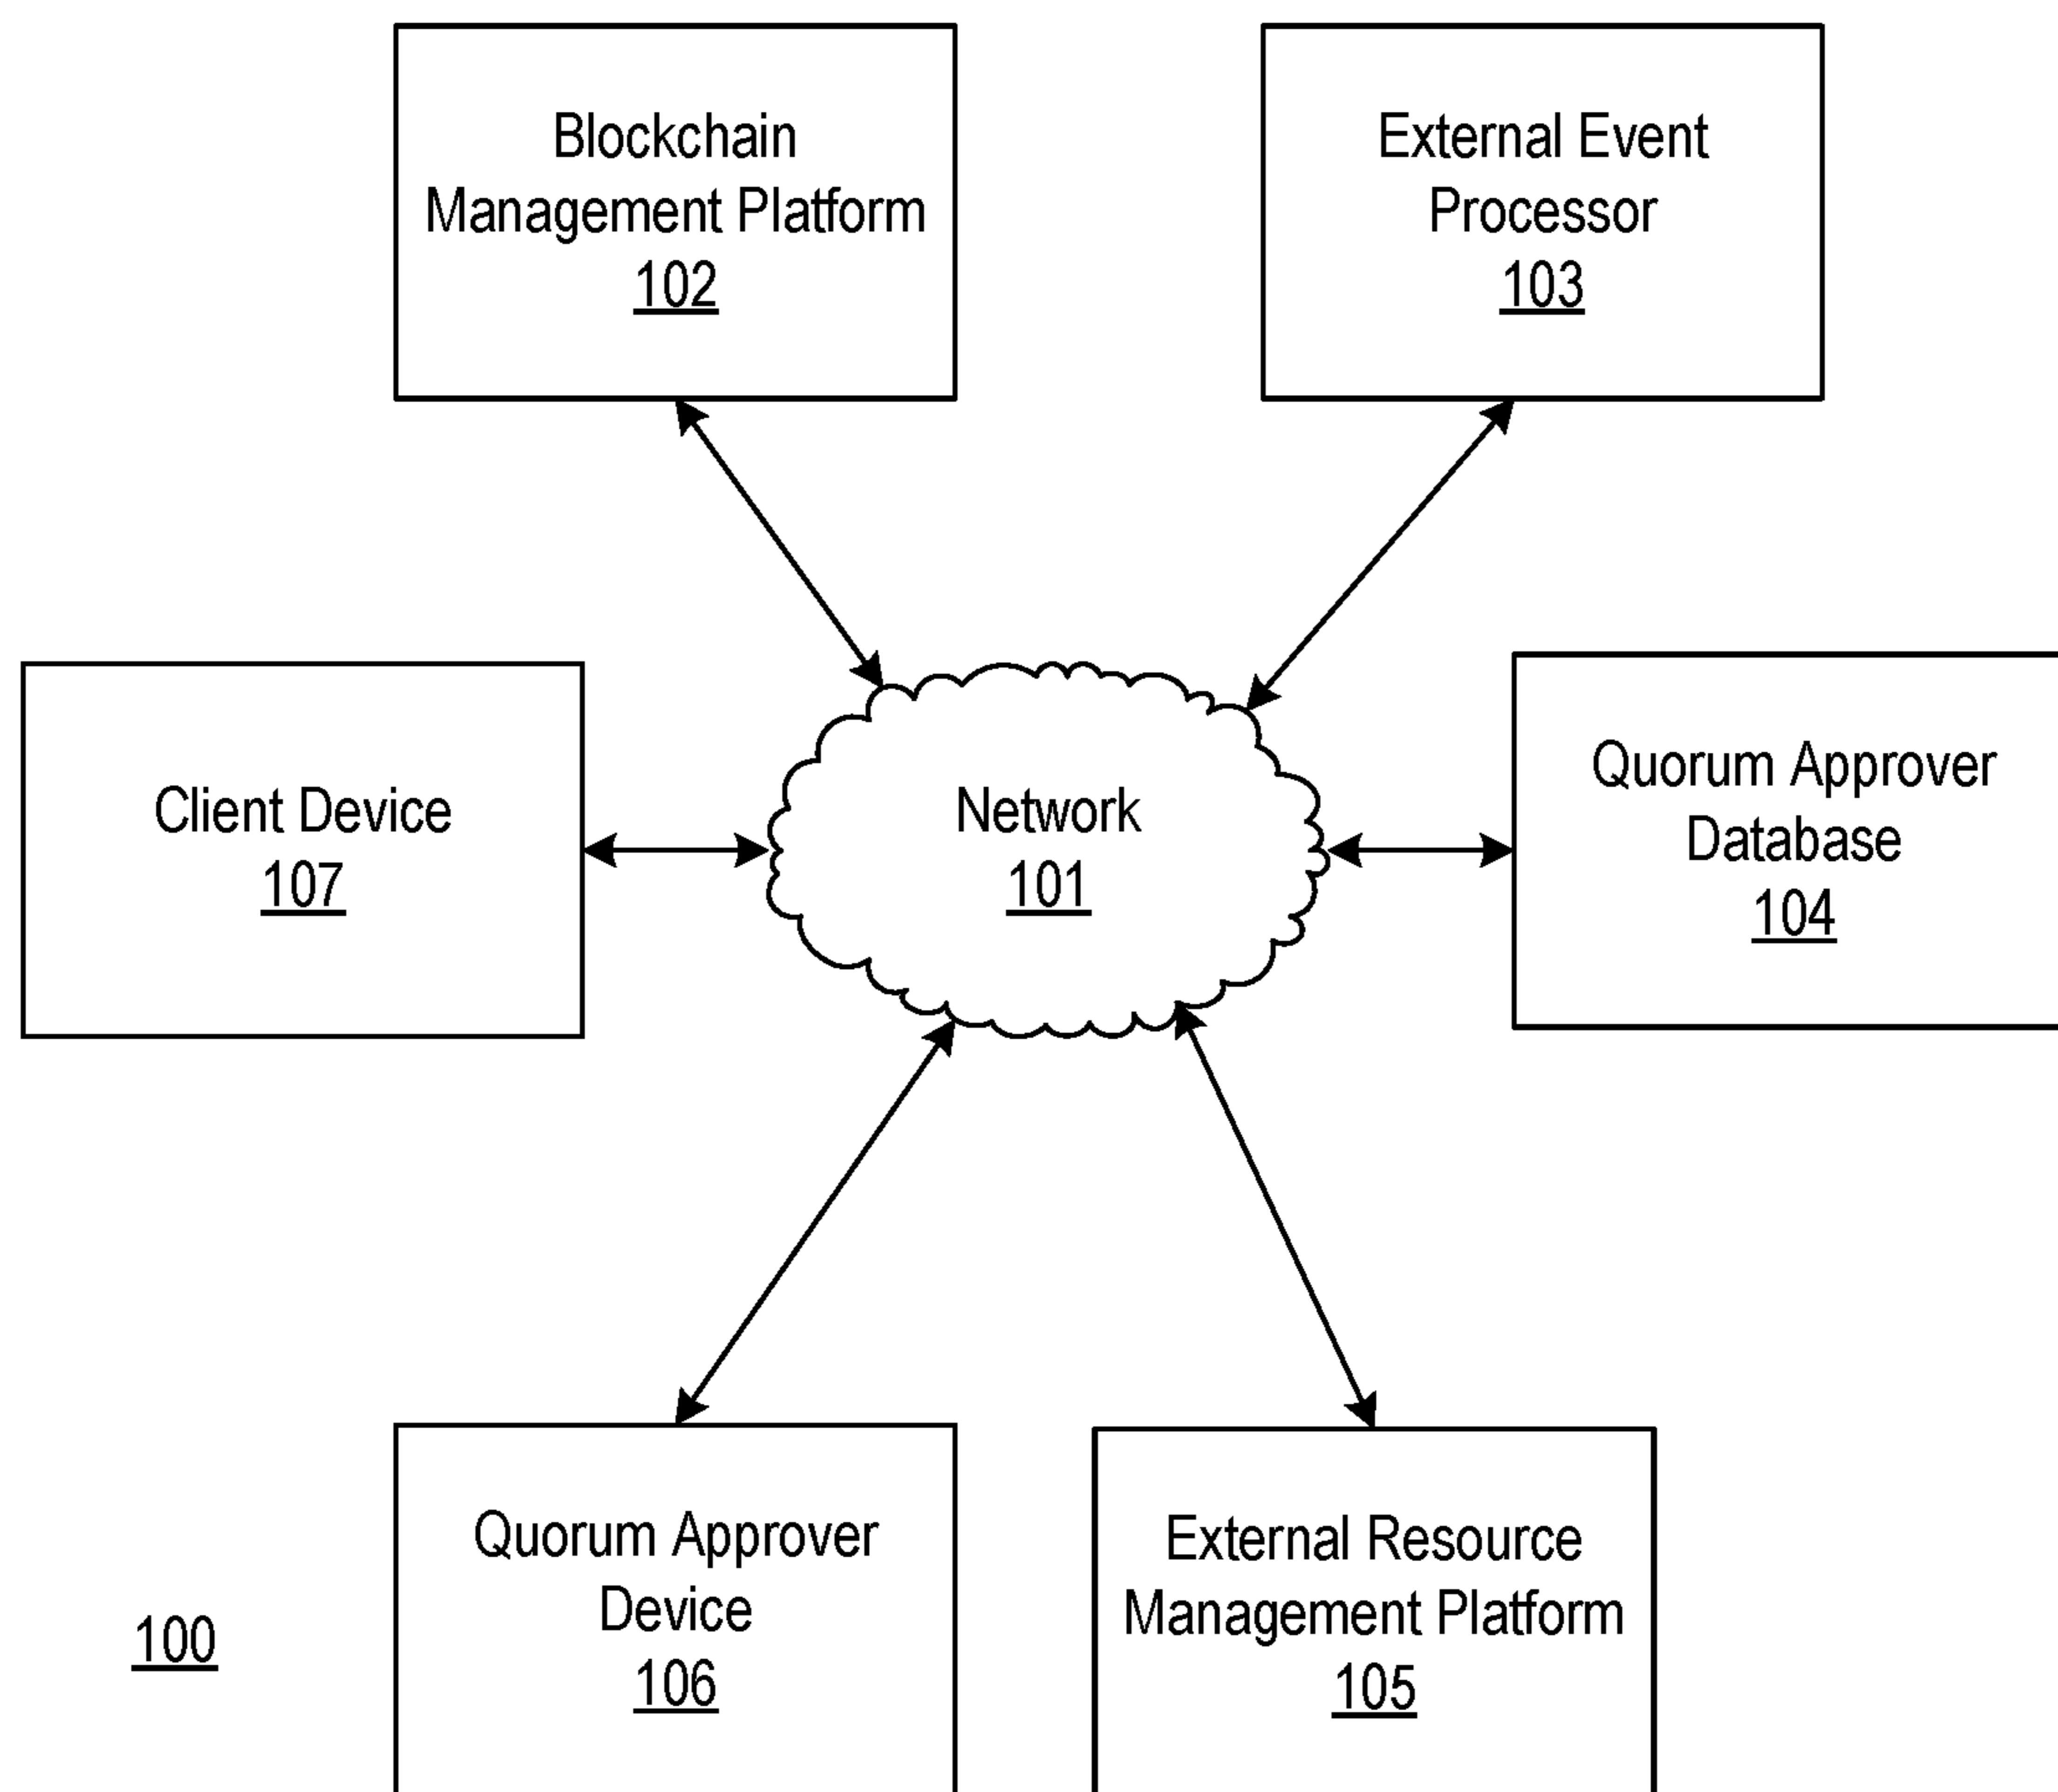 Blockchain
Management Platform
102
External Event
Processor
103
Client Device
107
Network
101
Quorum Approver
Database
104
Quorum Approver
Device
106
External Resource
Management Platform
105
100